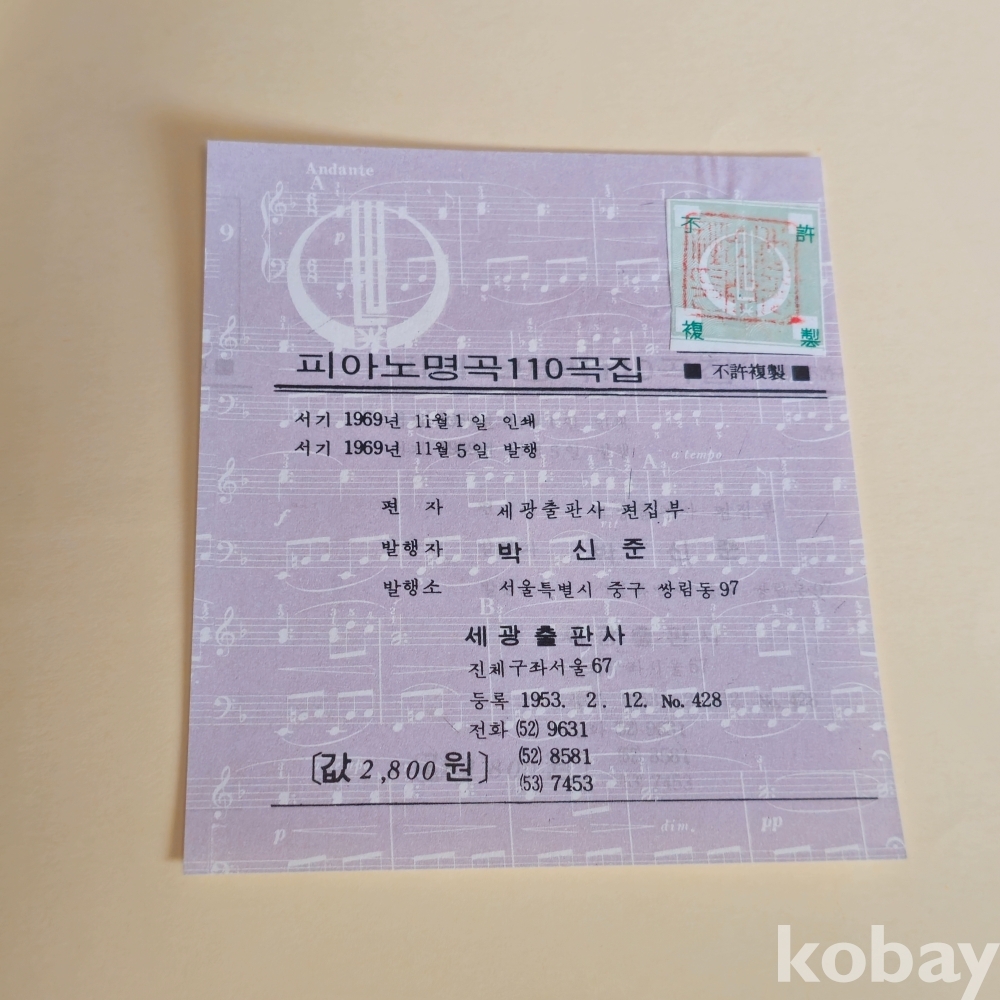 Andante
A
不 許
複 製
피아노명곡110곡집 ■ 不許複製 ■
서기 1969년 11월 1일 인쇄
서기 1969년 11월 5일 발행
a tempo
편 자 세광출판사 편집부
발행자 박 신 준
발행소 서울특별시 중구 쌍림동 97
B
세광출판사
진체구좌서울 67
등록 1953. 2. 12. No. 428
전화 (52) 9631
(52) 8581
[값 2,800원]
(53) 7453
p dim. pp
kobay